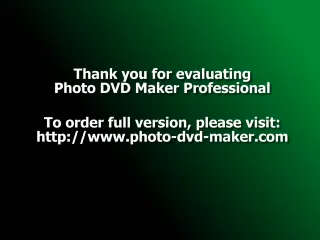 Thank you for evaluating
Photo DVD Maker Professional
To order full version, please visit:
http://www.photo-dvd-maker.com